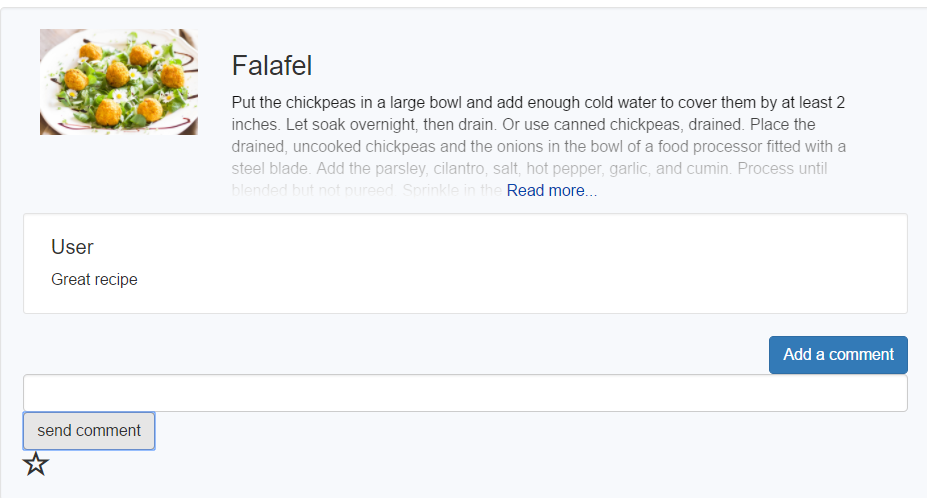 Falafel
Put the chickpeas in a large bowl and add enough cold water to cover them by at least 2
inches. Let soak overnight, then drain. Or use canned chickpeas, drained. Place the
drained, uncooked chickpeas and the onions in the bowl of a food processor fitted with a
steel blade. Add the parsley, cilantro, salt, hot pepper, garlic, and cumin. Process until
blended but not pureed. Sprinkle in the Read more...
User
Great recipe
Add a comment
send comment